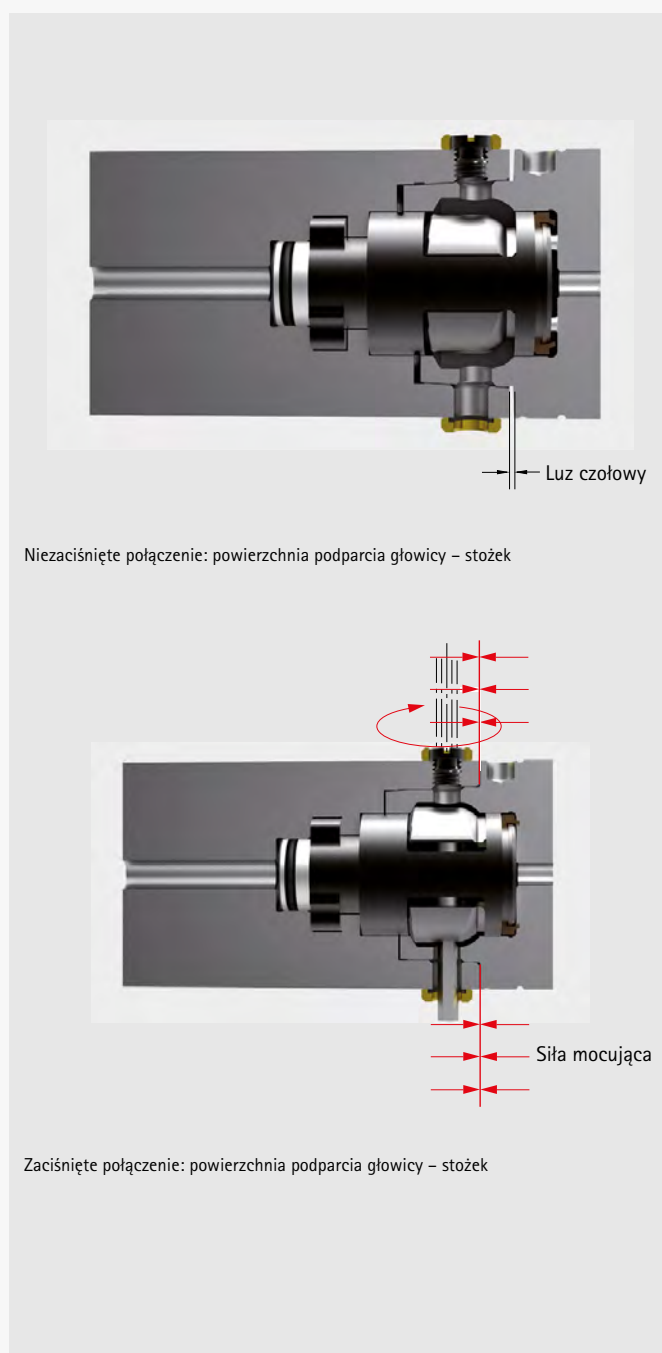 Luz czołowy
Niezaciśnięte połączenie: powierzchnia podparcia głowicy – stożek
Siła mocująca
Zaciśnięte połączenie: powierzchnia podparcia głowicy – stożek